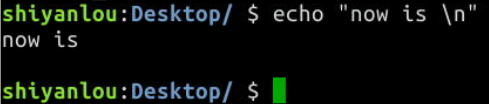 shiyanlou:Desktop/ $ echo "now is \n"
now is
shiyanlou:Desktop/ $